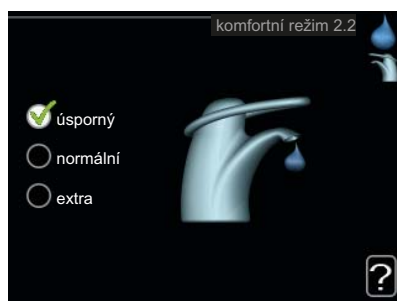 komfortní režim 2.2
úsporný
normální
extra
?